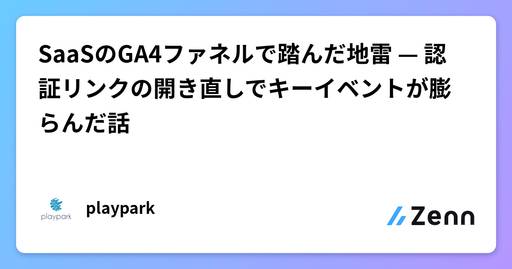 SaaSのGA4ファネルで踏んだ地雷 — 認
証リンクの開き直しでキーイベントが膨
らんだ話
playpark
playpark
Zenn